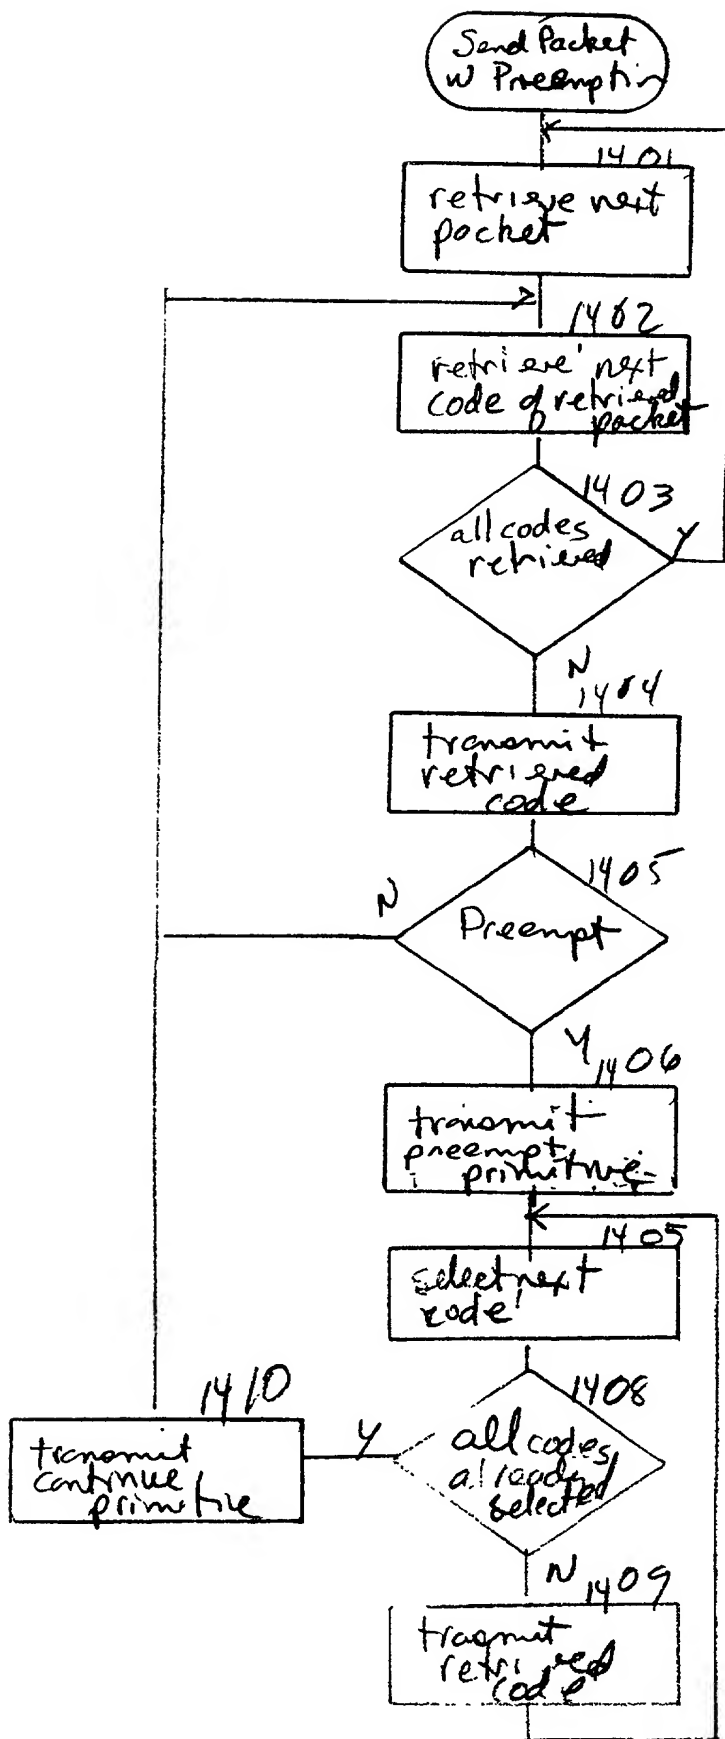 Send Packet
w Preemption
1401
retrieve next
packet
1402
retrieve next
code of retrieved
packet
1403
all codes
retrieved
Y
N
1404
transmit
retrieved
code
1405
N
Preempt
Y
1406
transmit
preempt
primitive
1405
select next
code
1408
all codes
already
selected
Y
1410
transmit
continue
primitive
N
1409
transmit
retrieved
code